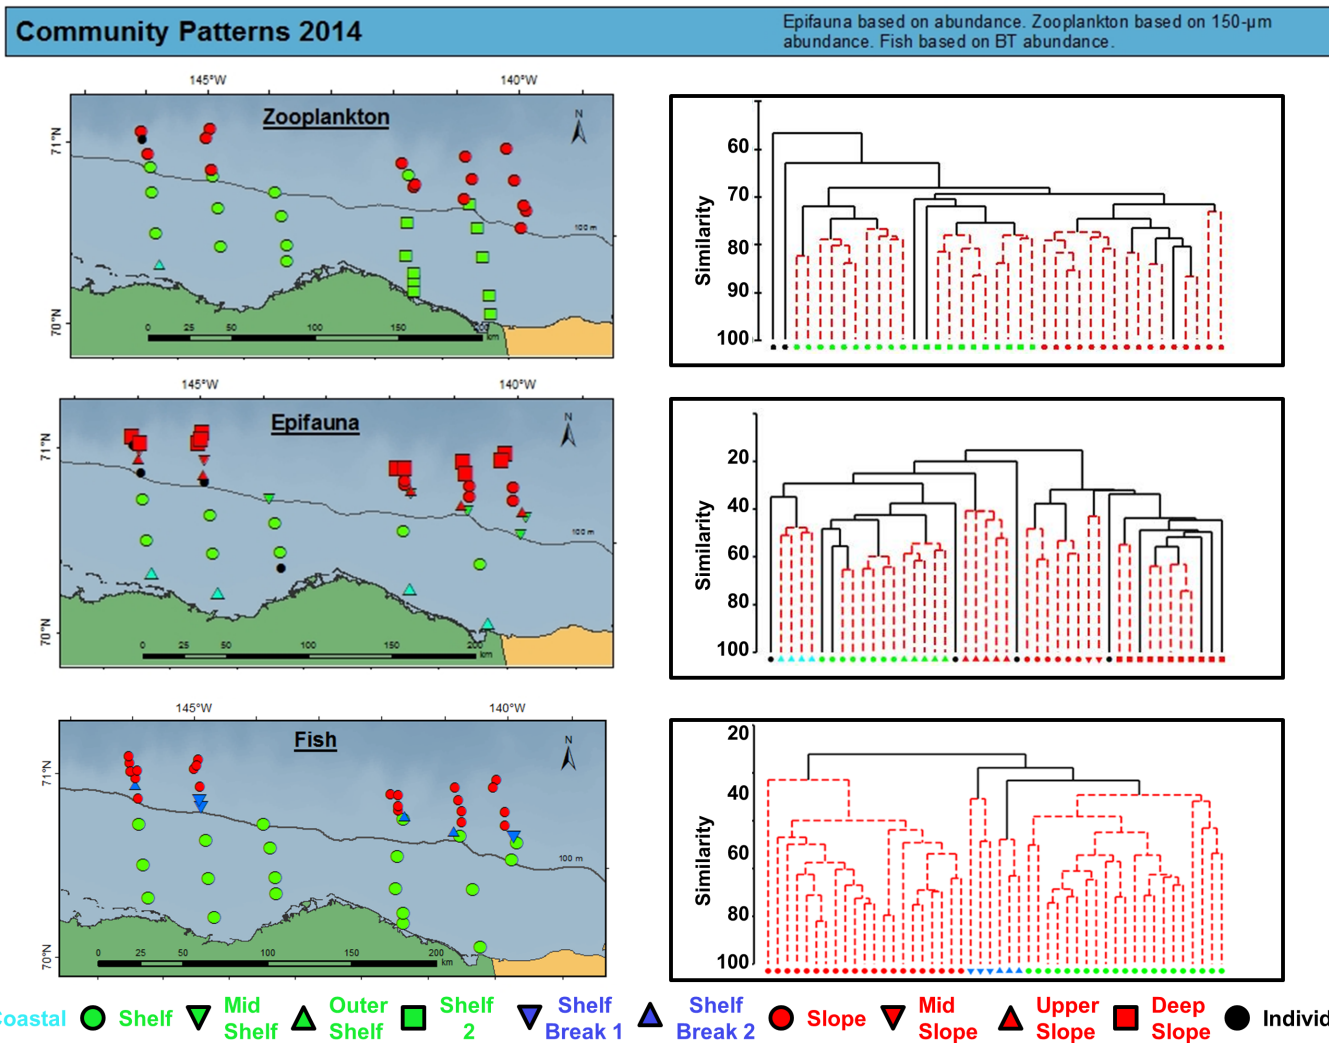 Community Patterns 2014
Epifauna based on abundance. Zooplankton based on 150-µm
abundance. Fish based on BT abundance.
145°W
140°W
Zooplankton
N
71°N
100 m
70°N
0 25 50 100 150 200
km
Similarity
60
70
80
90
100
145°W
140°W
Epifauna
N
71°N
100 m
70°N
0 25 50 100 150 200
km
Similarity
20
40
60
80
100
145°W
140°W
Fish
N
71°N
100 m
70°N
0 25 50 100 150 200
km
Similarity
20
40
60
80
100
oastal
Shelf
Mid
Shelf
Outer
Shelf
Shelf
2
Shelf
Break 1
Shelf
Break 2
Slope
Mid
Slope
Upper
Slope
Deep
Slope
Individ